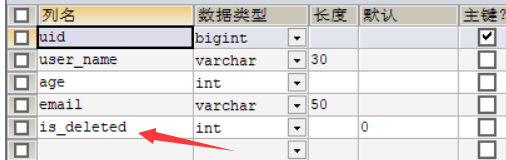 列名 数据类型 长度 默认 主键?
uid bigint
user_name varchar 30
age int
email varchar 50
is_deleted int 0